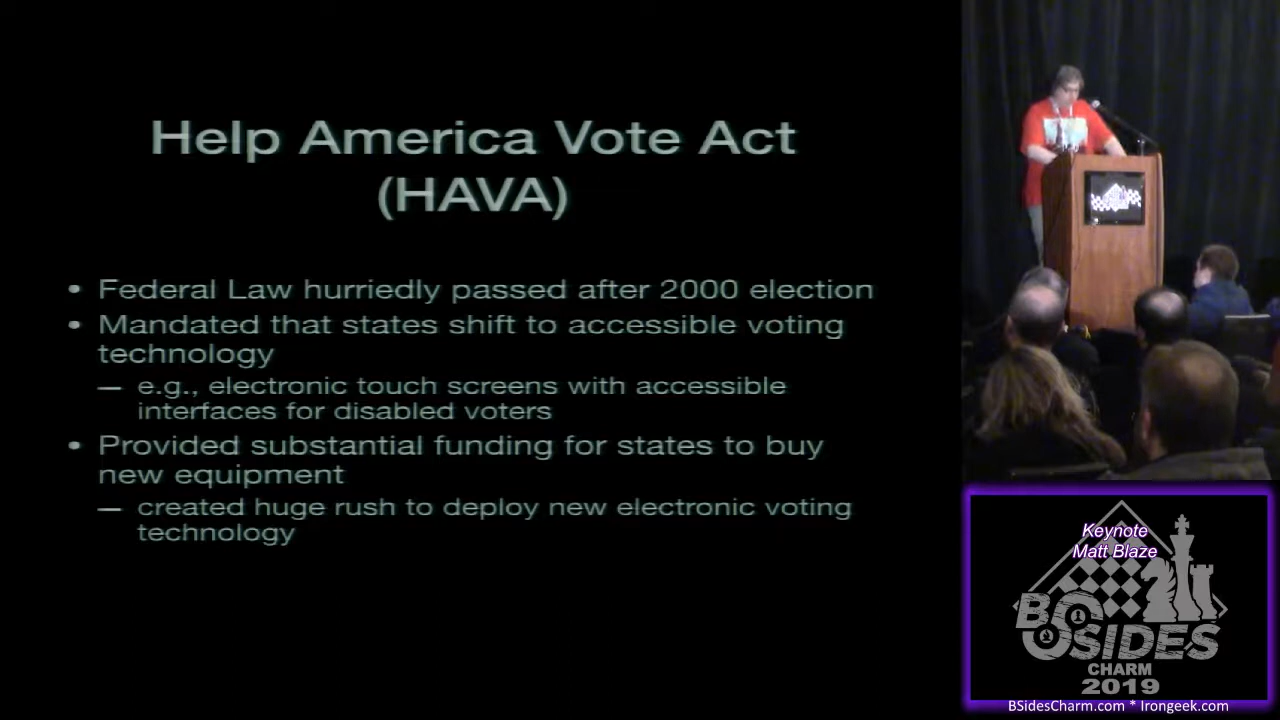 Help America Vote Act
(HAVA)
• Federal Law hurriedly passed after 2000 election
• Mandated that states shift to accessible voting
technology
— e.g., electronic touch screens with accessible
interfaces for disabled voters
• Provided substantial funding for states to buy
new equipment
— created huge rush to deploy new electronic voting
technology
Keynote
Matt Blaze
BSIDES
CHARM
2019
BSidesCharm.com * Irongeek.com